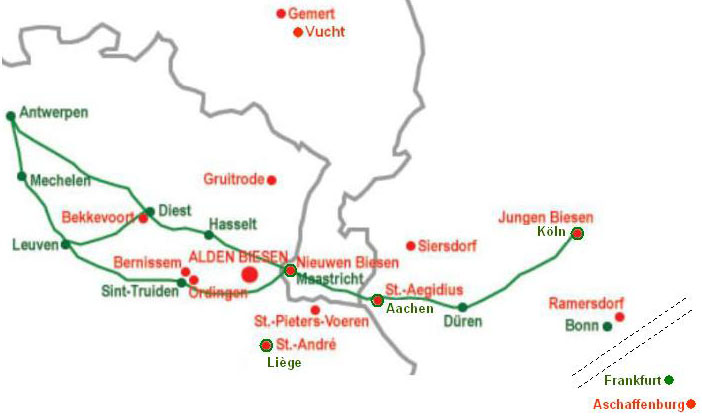 Gemert
Vucht
Antwerpen
Mechelen
Gruitrode
Bekkevoort
Diest
Hasselt
Leuven
Jungen Biesen
Köln
Siersdorf
Bernissem
ALDEN BIESEN
Nieuwen Biesen
Maastricht
Sint-Truiden
Ordingen
St.-Aegidius
Aachen
Düren
Ramersdorf
Bonn
St.-Pieters-Voeren
St.-André
Liège
Frankfurt
Aschaffenburg